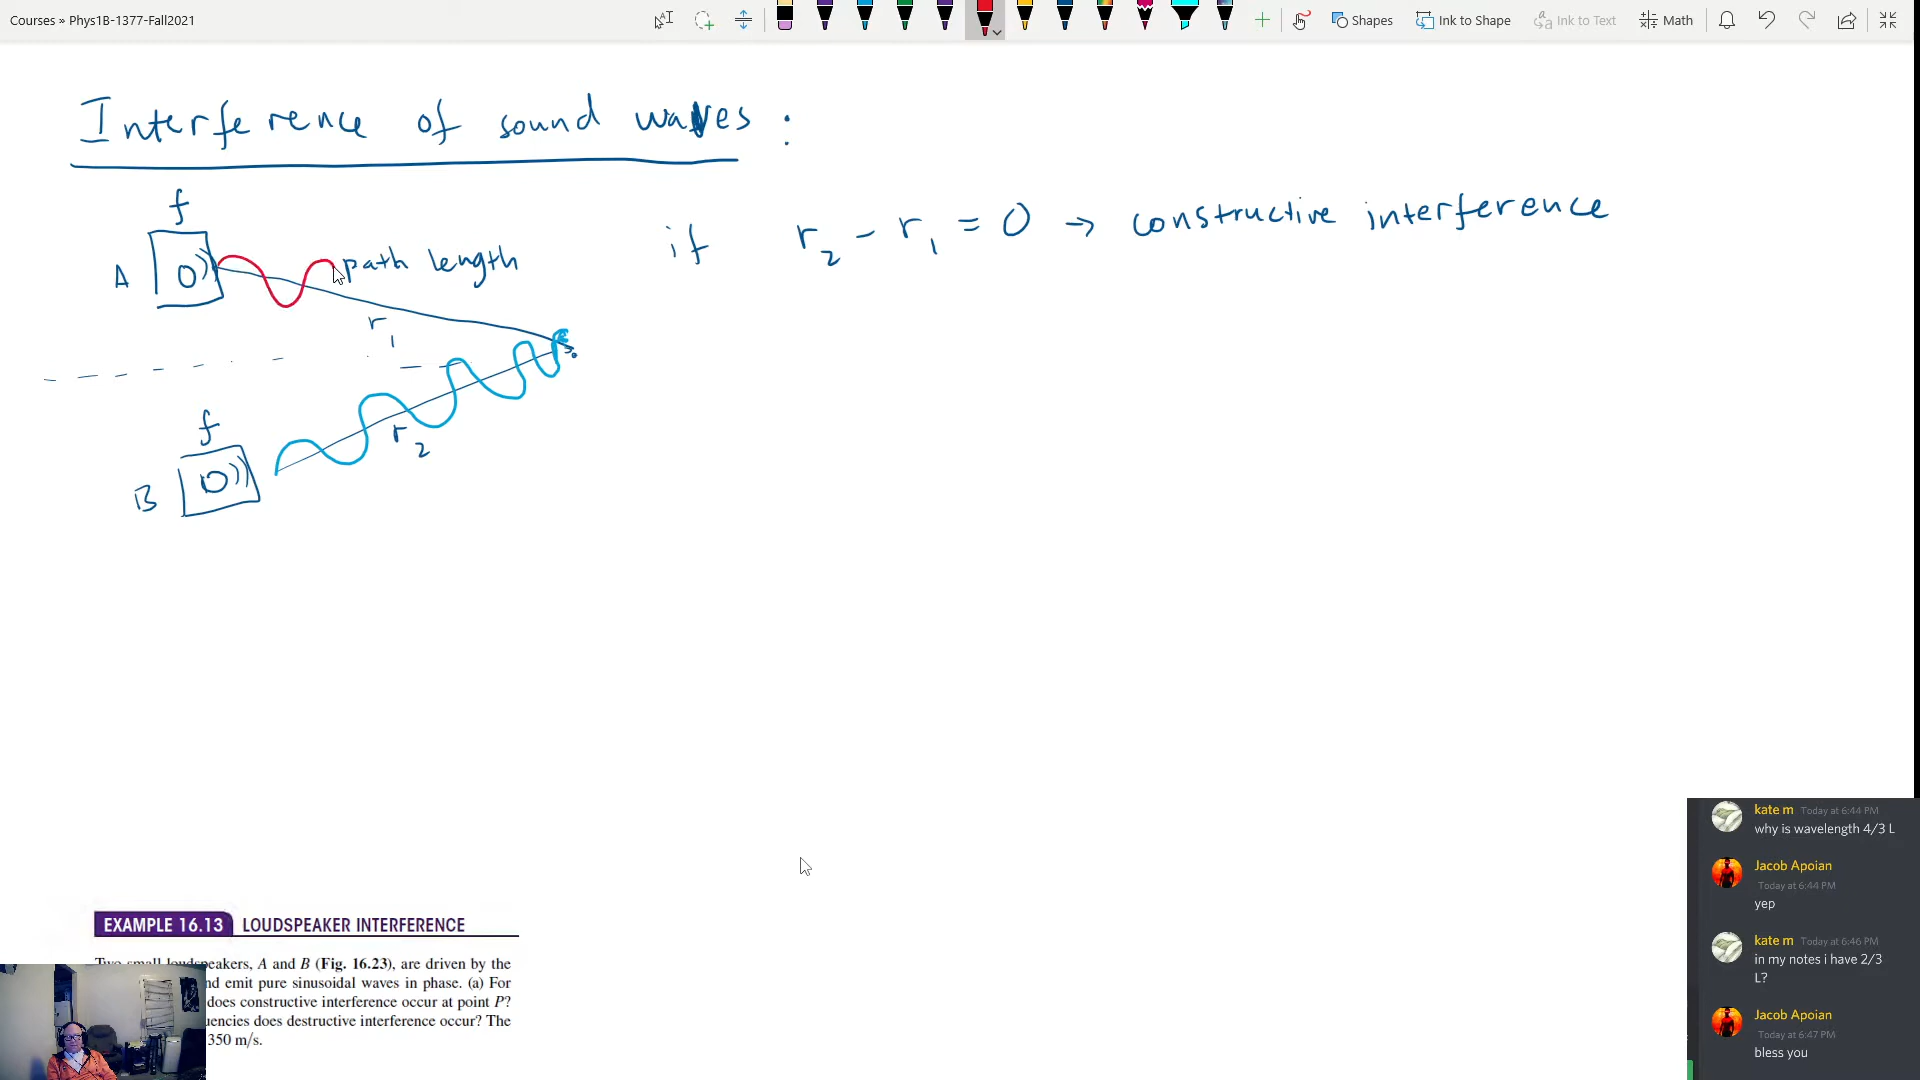 Courses » Phys1B-1377-Fall2021
Shapes
Ink to Shape
Ink to Text
Math
Interference of sound waves :
f
A
path length
r1
if r2 - r1 = 0 → constructive interference
f
B
r2
EXAMPLE 16.13 LOUDSPEAKER INTERFERENCE
Two small loudspeakers, A and B (Fig. 16.23), are driven by the
nd emit pure sinusoidal waves in phase. (a) For
does constructive interference occur at point P?
uencies does destructive interference occur? The
350 m/s.
kate m Today at 6:44 PM
why is wavelength 4/3 L
Jacob Apoian
Today at 6:44 PM
yep
kate m Today at 6:46 PM
in my notes i have 2/3
L?
Jacob Apoian
Today at 6:47 PM
bless you